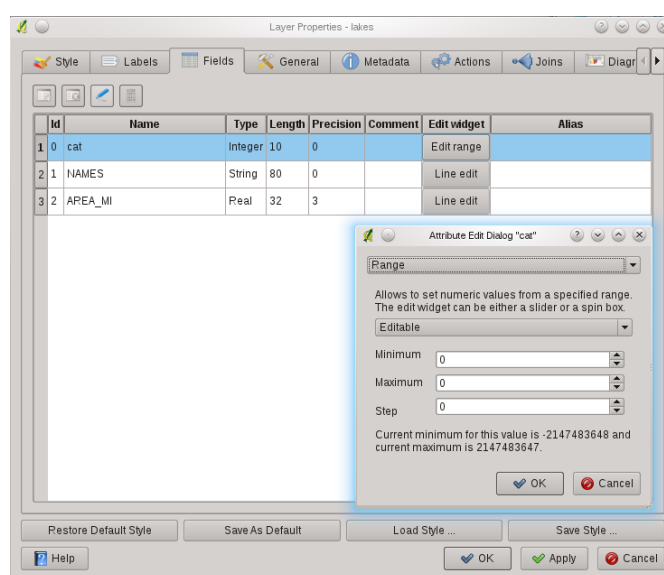 Layer Properties - lakes
Style Labels Fields General Metadata Actions Joins Diagr
Id Name Type Length Precision Comment Edit widget Alias
1 0 cat Integer 10 0 Edit range
2 1 NAMES String 80 0 Line edit
3 2 AREA_MI Real 32 3 Line edit
Attribute Edit Dialog "cat"
Range
Allows to set numeric values from a specified range.
The edit widget can be either a slider or a spin box.
Editable
Minimum 0
Maximum 0
Step 0
Current minimum for this value is -2147483648 and
current maximum is 2147483647.
OK Cancel
Restore Default Style Save As Default Load Style ... Save Style ...
Help OK Apply Cancel